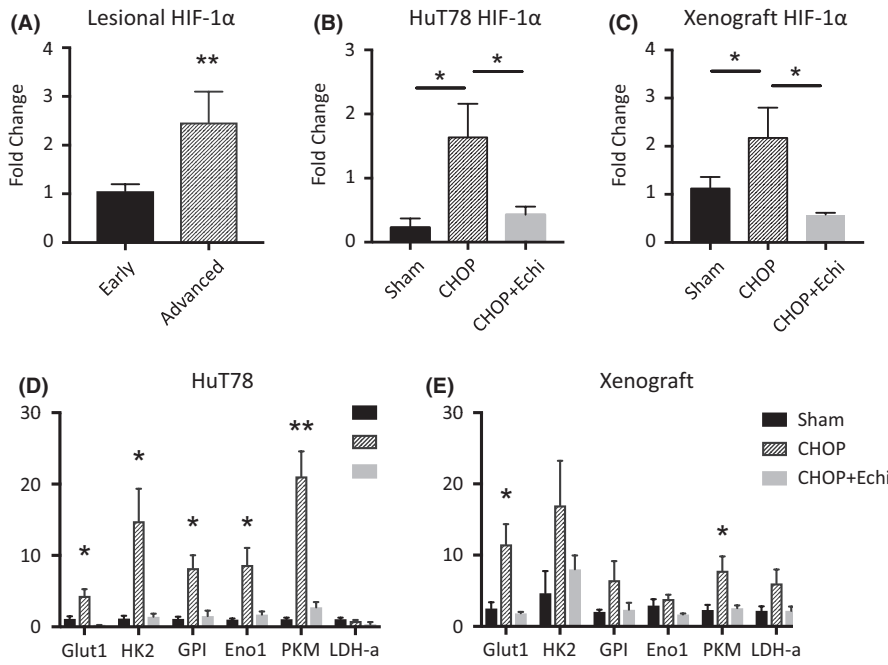 (A) Lesional HIF-1α
Fold Change
4
3
2
1
0
**
Early
Advanced
(B) HuT78 HIF-1α
Fold Change
3
2
1
0
*
*
Sham
CHOP
CHOP+Echi
(C) Xenograft HIF-1α
Fold Change
4
3
2
1
0
*
*
Sham
CHOP
CHOP+Echi
(D) HuT78
30
20
10
0
*
*
*
*
**
Glut1 HK2 GPI Eno1 PKM LDH-a
(E) Xenograft
30
20
10
0
*
*
Glut1 HK2 GPI Eno1 PKM LDH-a
Sham
CHOP
CHOP+Echi